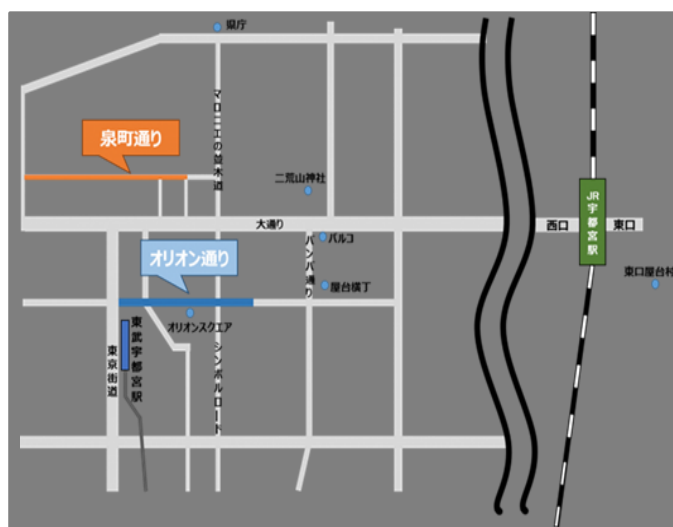 県庁
マロニエの並木道
泉町通り
二荒山神社
大通り
パルコ
バンバ通り
オリオン通り
屋台横丁
オリオンスクエア
東武宇都宮駅
東京街道
シンボルロード
JR宇都宮駅
西口
東口
東口屋台村